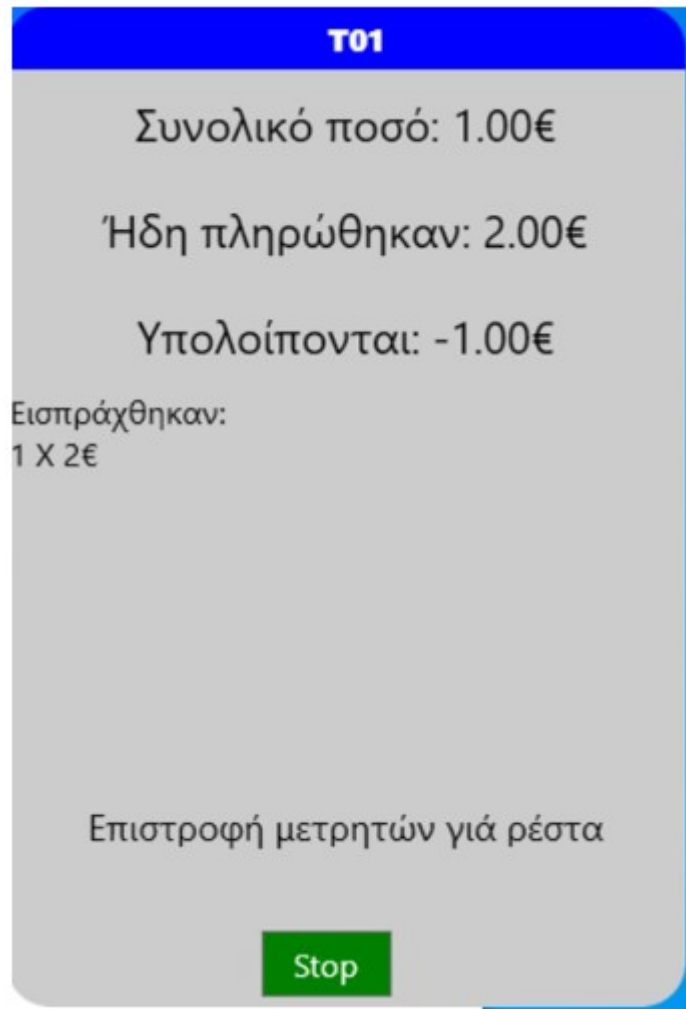 T01
Συνολικό ποσό: 1.00€
Ήδη πληρώθηκαν: 2.00€
Υπολοίπονται: -1.00€
Εισπράχθηκαν:
1 X 2€
Επιστροφή μετρητών γιά ρέστα
Stop